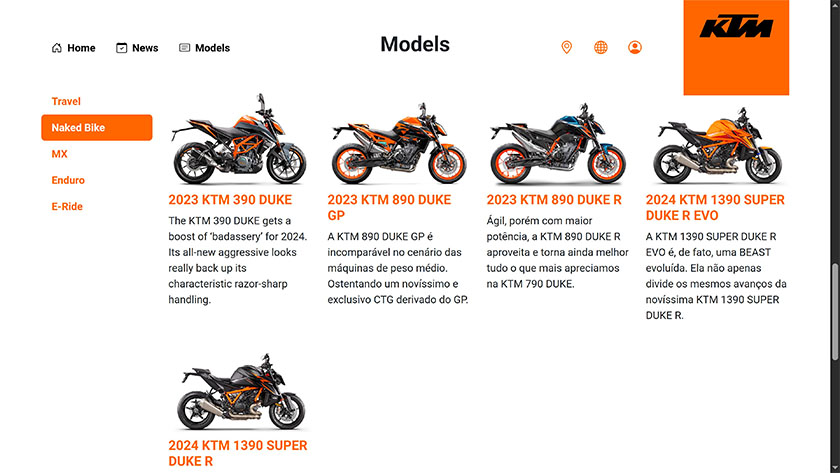 Home
News
Models
Models
KTM
Travel
Naked Bike
MX
Enduro
E-Ride
2023 KTM 390 DUKE
The KTM 390 DUKE gets a
boost of ‘badassery’ for 2024.
Its all-new aggressive looks
really back up its
characteristic razor-sharp
handling.
2023 KTM 890 DUKE
GP
A KTM 890 DUKE GP é
incomparável no cenário das
máquinas de peso médio.
Ostentando um novíssimo e
exclusivo CTG derivado do GP.
2023 KTM 890 DUKE R
Ágil, porém com maior
potência, a KTM 890 DUKE R
aproveita e torna ainda melhor
tudo o que mais apreciamos
na KTM 790 DUKE.
2024 KTM 1390 SUPER
DUKE R EVO
A KTM 1390 SUPER DUKE R
EVO é, de fato, uma BEAST
evoluída. Ela não apenas
divide os mesmos avanços da
novíssima KTM 1390 SUPER
DUKE R.
2024 KTM 1390 SUPER
DUKE R